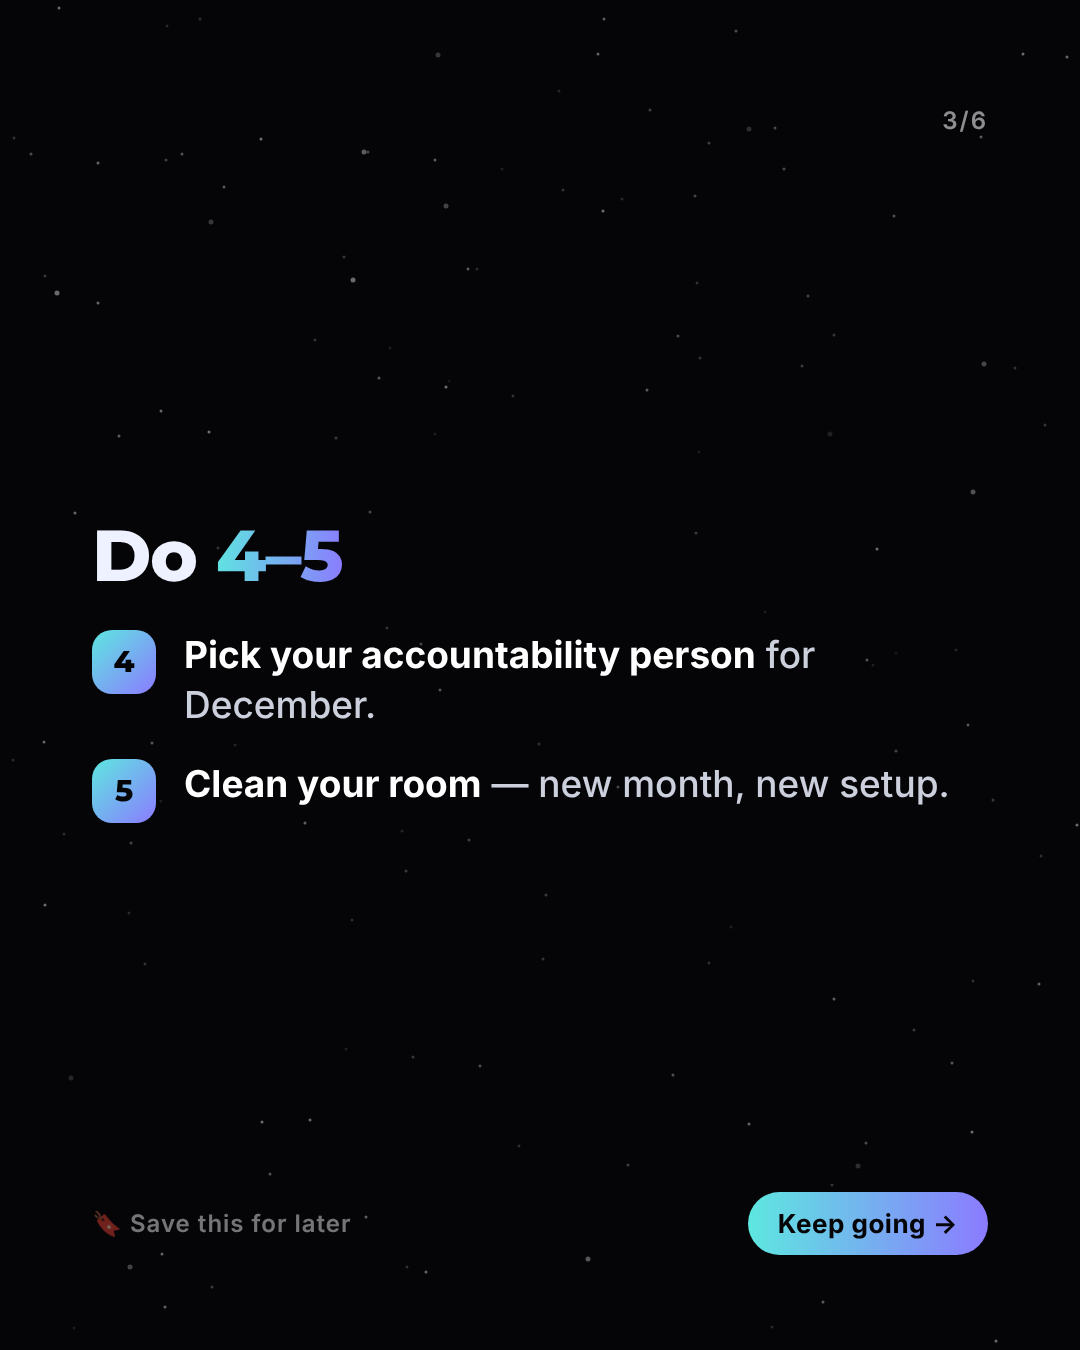 3/6
Do 4–5
4 Pick your accountability person for
December.
5 Clean your room — new month, new setup.
🔖 Save this for later
Keep going →